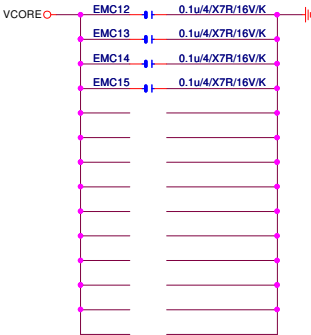 VCORE EMC12 0.1u/4/X7R/16V/K
EMC13 0.1u/4/X7R/16V/K
EMC14 0.1u/4/X7R/16V/K
EMC15 0.1u/4/X7R/16V/K